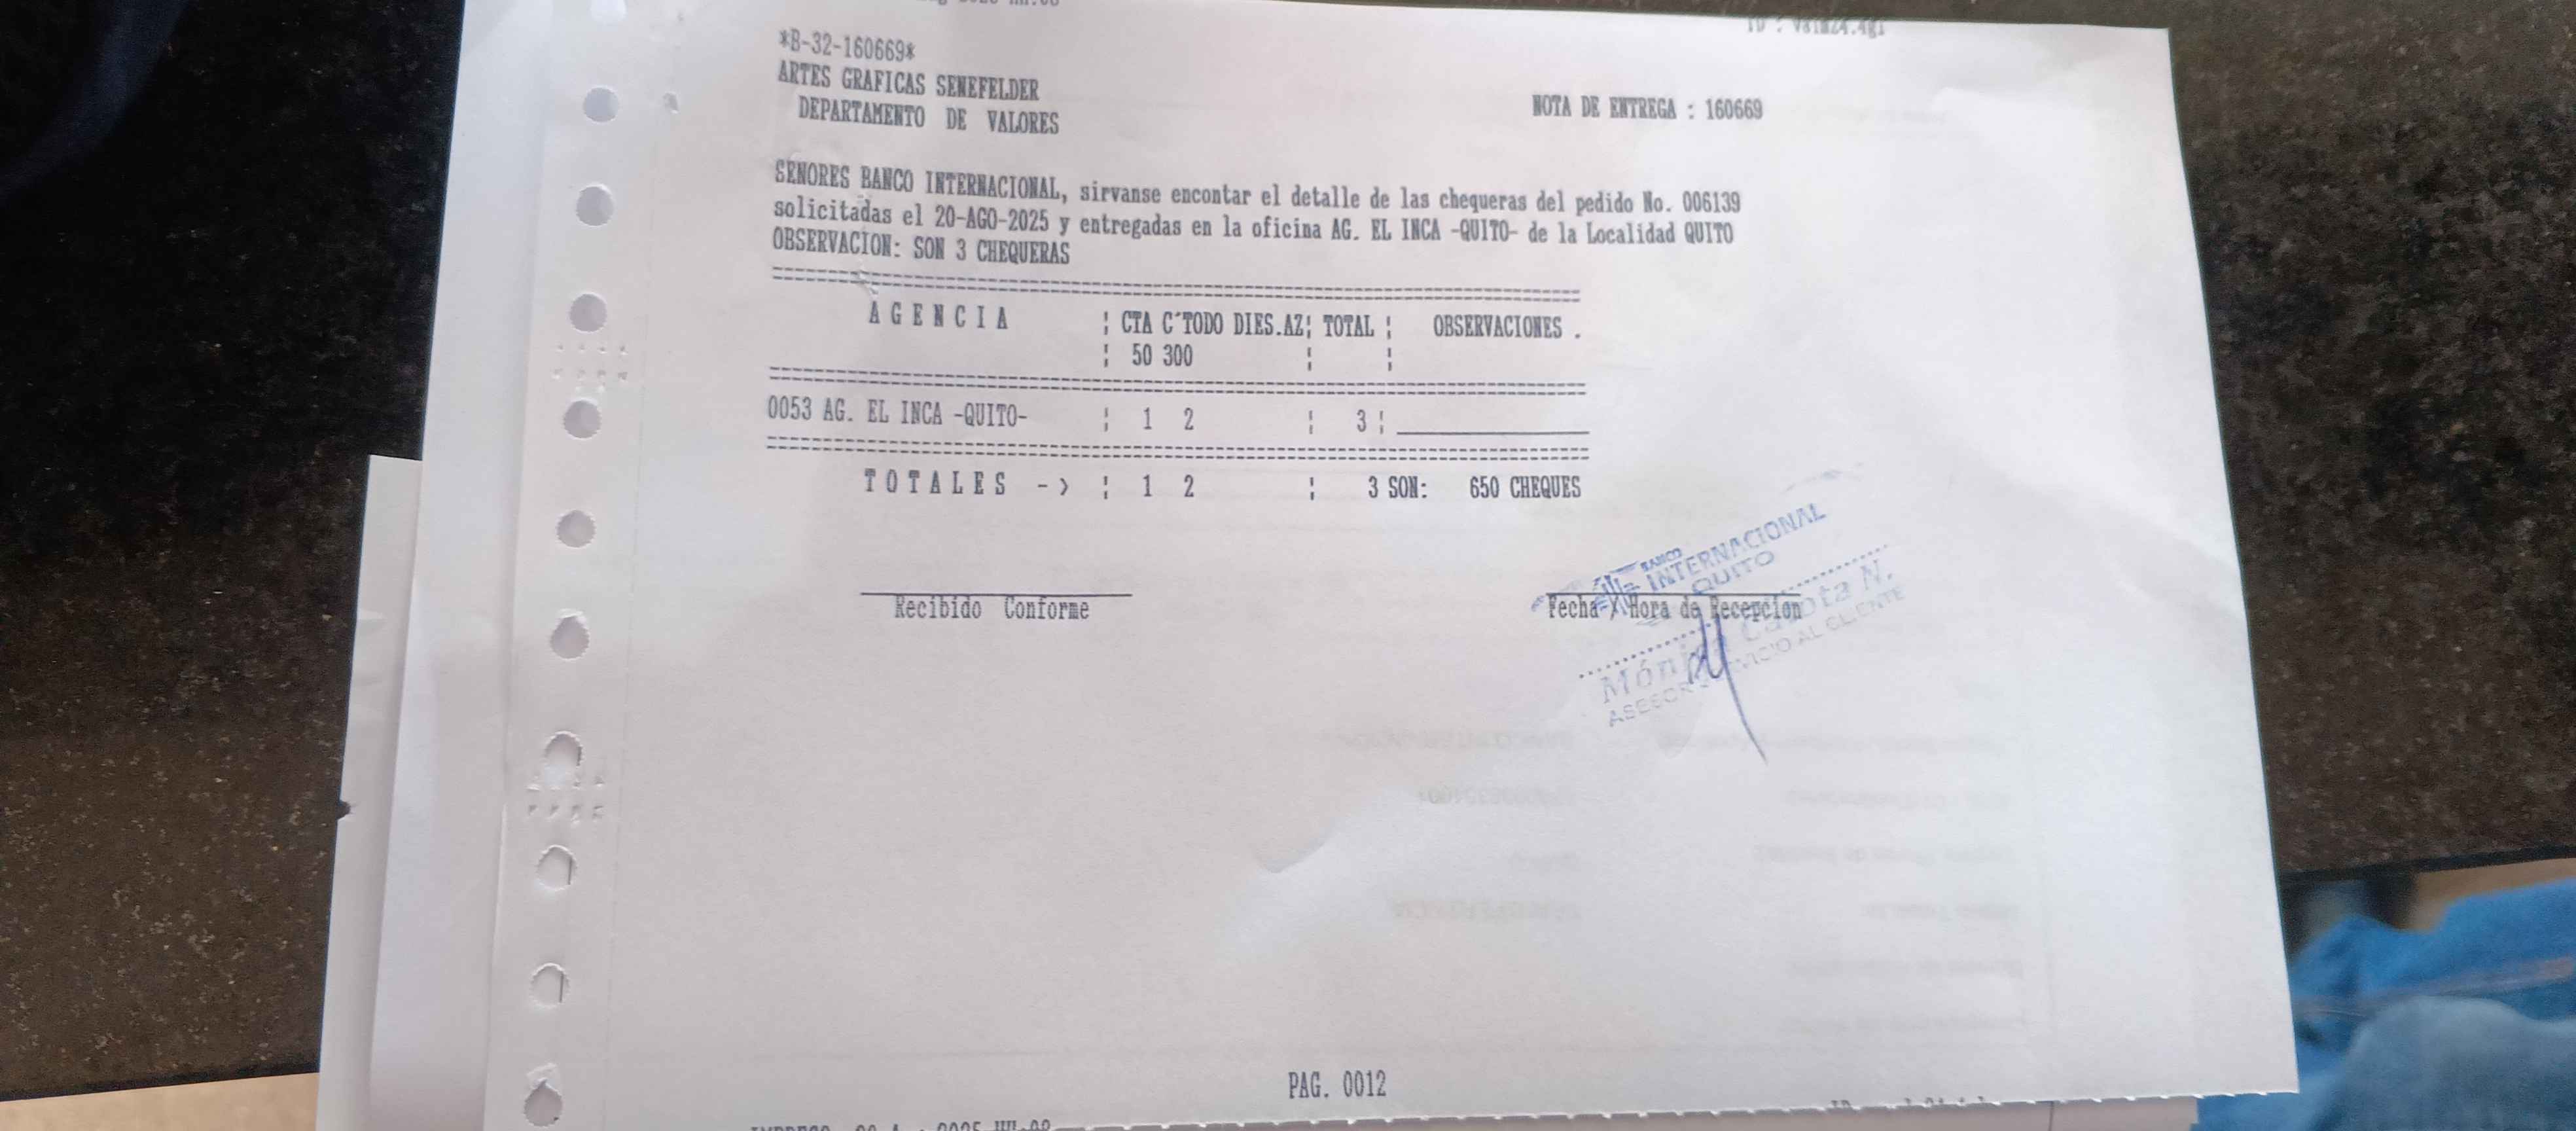 *B-32-160669*
ARTES GRAFICAS SENEFELDER
DEPARTAMENTO DE VALORES
NOTA DE ENTREGA : 160669
SENORES BANCO INTERNACIONAL, sirvanse encontar el detalle de las chequeras del pedido No. 006139
solicitadas el 20-AGO-2025 y entregadas en la oficina AG. EL INCA -QUITO- de la Localidad QUITO
OBSERVACION: SON 3 CHEQUERAS
A G E N C I A ¦ CTA C´TODO DIES.AZ¦ TOTAL ¦ OBSERVACIONES .
¦ 50 300 ¦ ¦
0053 AG. EL INCA -QUITO- ¦ 1 2 ¦ 3 ¦
T O T A L E S -> ¦ 1 2 ¦ 3 SON: 650 CHEQUES
BANCO
INTERNACIONAL
QUITO
Recibido Conforme
Fecha / Hora de Recepcion
N.
AL CLIENTE
PAG. 0012